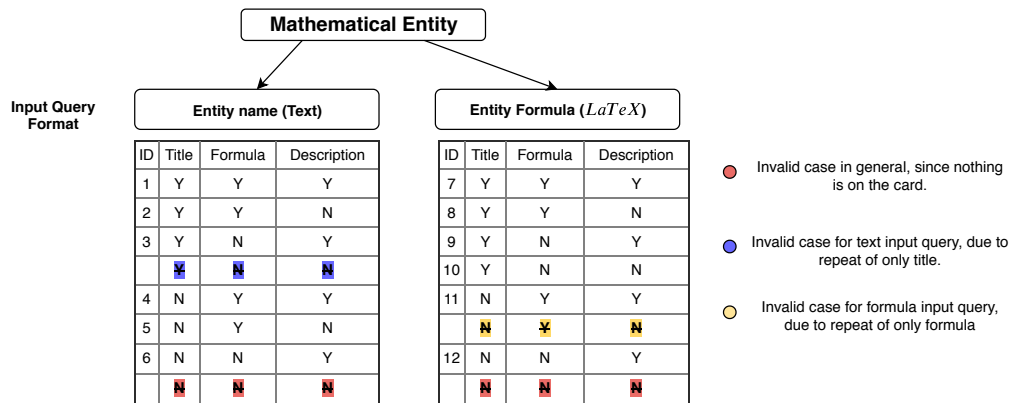 Mathematical Entity
Input Query
Format
Entity name (Text)
Entity Formula (LaTeX)
ID Title Formula Description
1 Y Y Y
2 Y Y N
3 Y N Y
Y N N
4 N Y Y
5 N Y N
6 N N Y
N N N
ID Title Formula Description
7 Y Y Y
8 Y Y N
9 Y N Y
10 Y N N
11 N Y Y
N Y N
12 N N Y
N N N
Invalid case in general, since nothing
is on the card.
Invalid case for text input query, due to
repeat of only title.
Invalid case for formula input query,
due to repeat of only formula